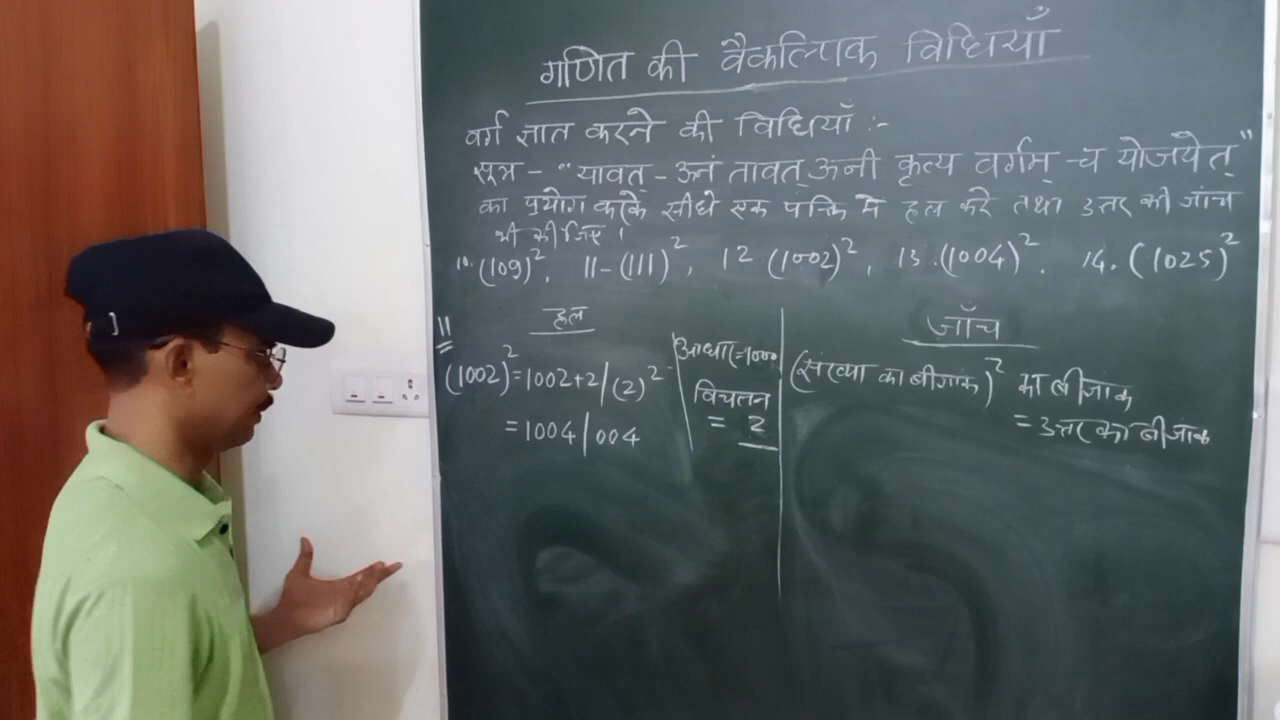 गणित की वैकल्पिक विधियाँ
वर्ग ज्ञात करने की विधियाँ :-
सूत्र - "यावत् - ऊनं तावत् ऊनी कृत्य वर्गम् - च योजयेत्"
का प्रयोग करके सीधे एक पंक्ति मे हल करे तथा उत्तर की जाँच
भी कीजिए।
10. (109)², 11- (111)², 12 (1002)², 13. (1004)². 14. (1025)²
11 हल
(1002)² = 1002+2/(2)²
= 1004/004
आधार = 1000
विचलन
= 2
जाँच
(संख्या का बीजांक)² का बीजांक
= उत्तर का बीजांक